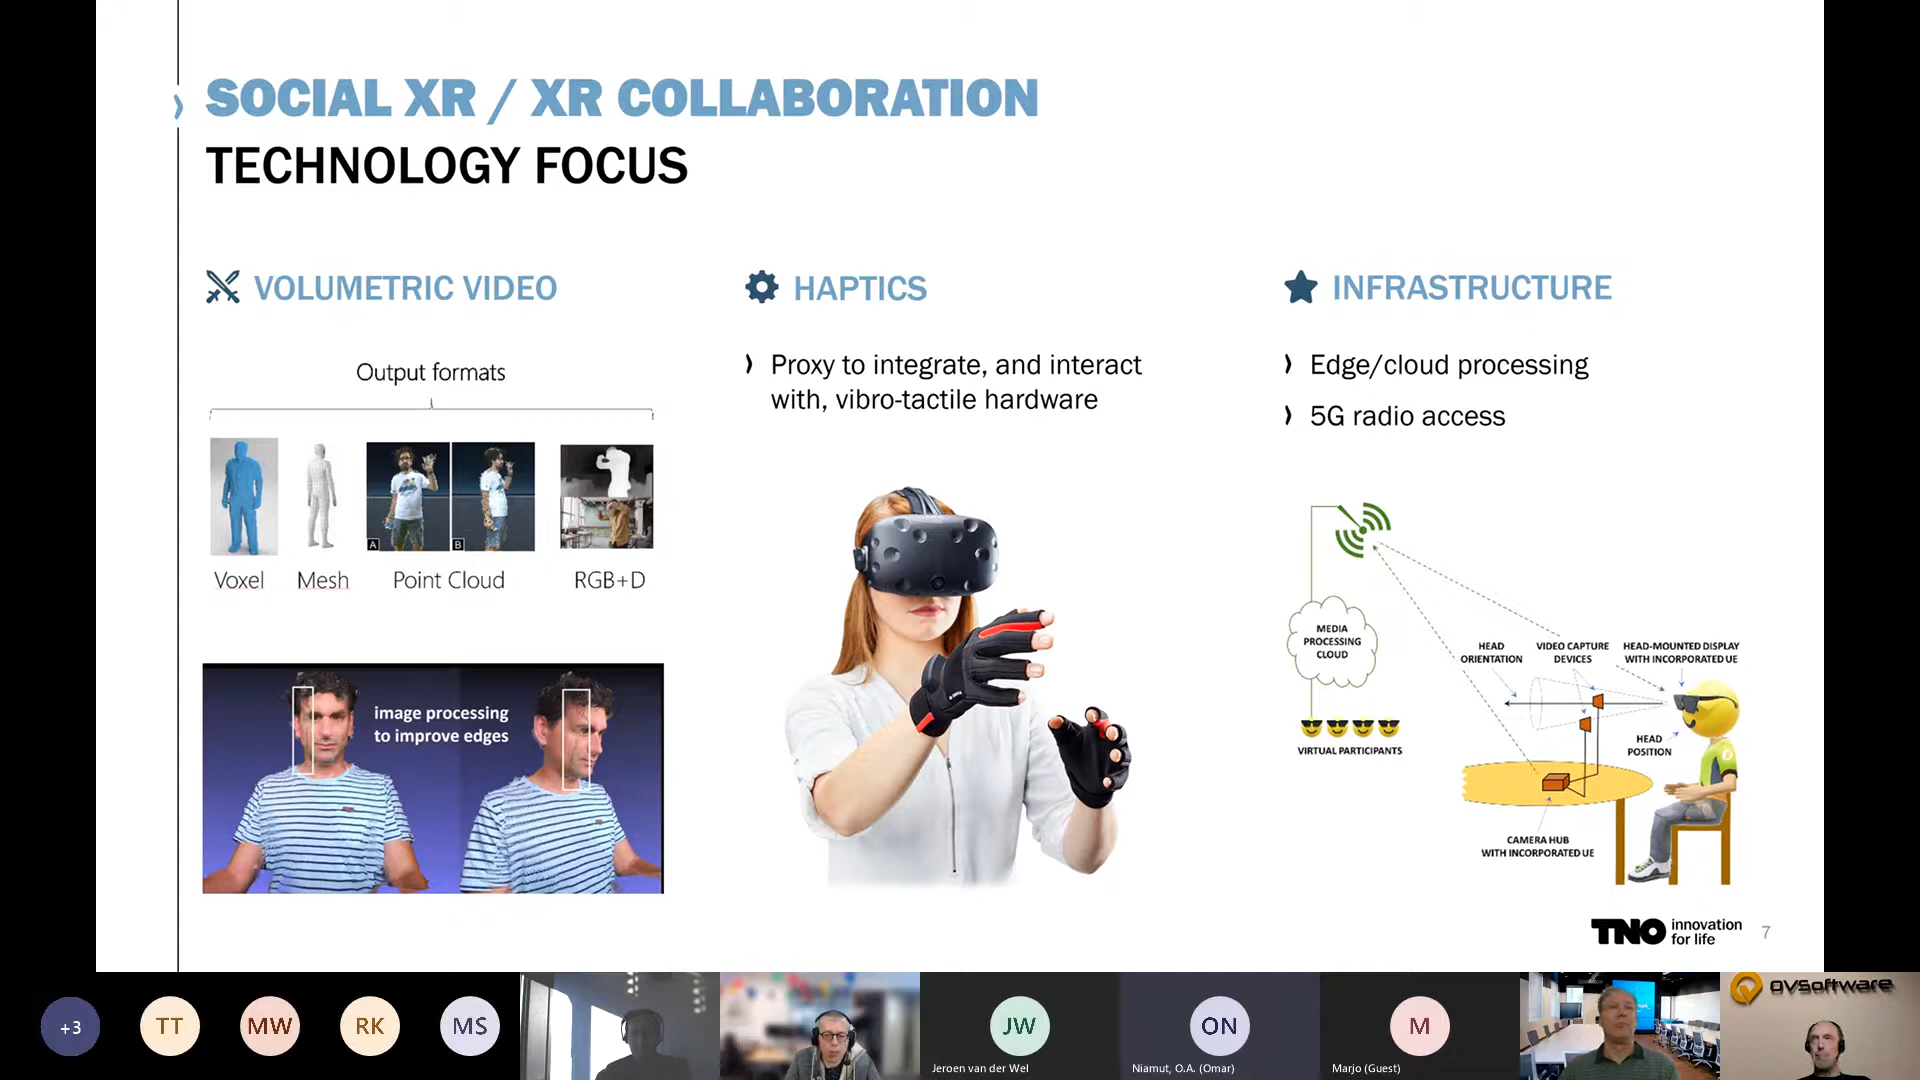 SOCIAL XR / XR COLLABORATION
TECHNOLOGY FOCUS
VOLUMETRIC VIDEO
Output formats
A
B
Voxel
Mesh
Point Cloud
RGB+D
image processing
to improve edges
HAPTICS
Proxy to integrate, and interact
with, vibro-tactile hardware
INFRASTRUCTURE
Edge/cloud processing
5G radio access
MEDIA
PROCESSING
CLOUD
VIRTUAL PARTICIPANTS
HEAD
ORIENTATION
VIDEO CAPTURE
DEVICES
HEAD-MOUNTED DISPLAY
WITH INCORPORATED UE
HEAD
POSITION
CAMERA HUB
WITH INCORPORATED UE
TNO innovation
for life
7
+3
TT
MW
RK
MS
JW
Jeroen van der Wel
ON
Niamut, O.A. (Omar)
M
Marjo (Guest)
QVSoftware